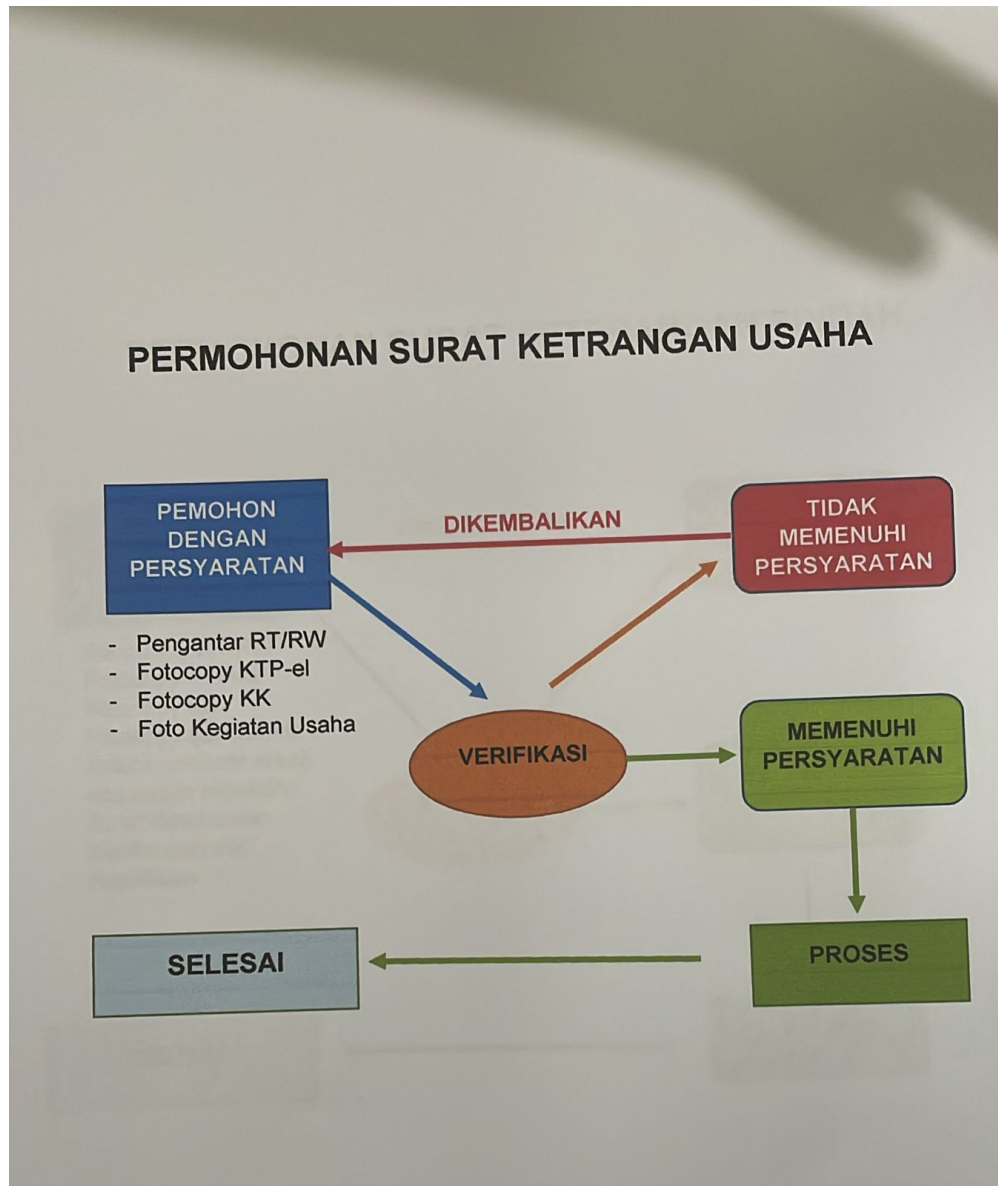 PERMOHONAN SURAT KETRANGAN USAHA
PEMOHON
DENGAN
PERSYARATAN
- Pengantar RT/RW
- Fotocopy KTP-el
- Fotocopy KK
- Foto Kegiatan Usaha
DIKEMBALIKAN
TIDAK
MEMENUHI
PERSYARATAN
VERIFIKASI
MEMENUHI
PERSYARATAN
PROSES
SELESAI